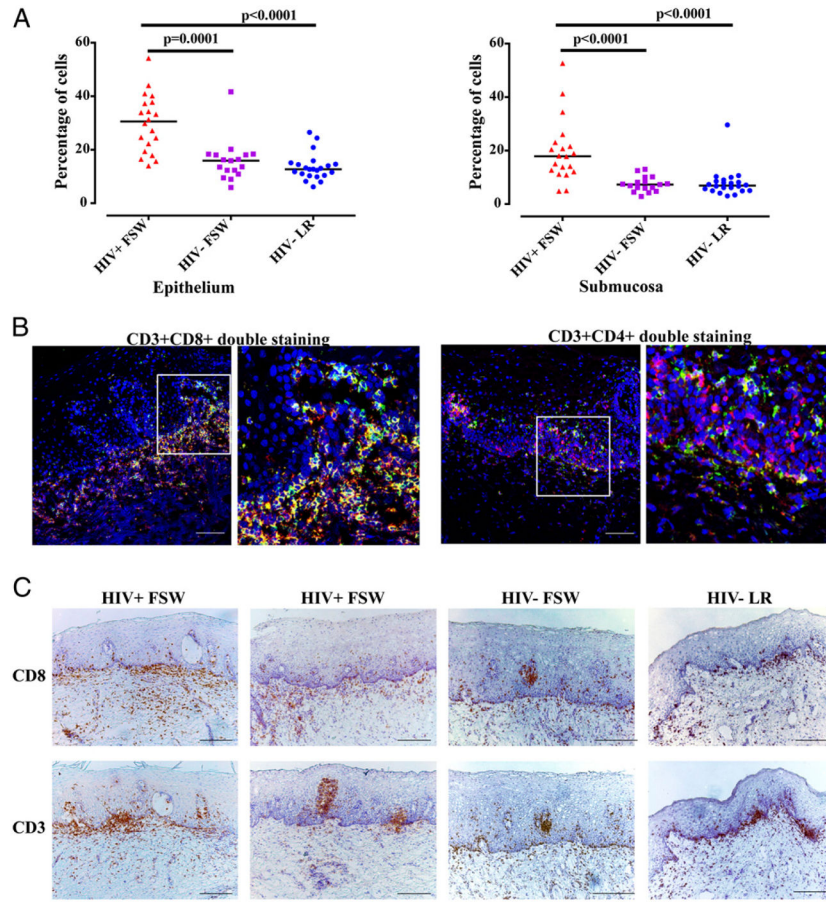 A
p<0.0001
p=0.0001
Percentage of cells
60
40
20
0
HIV+ FSW
HIV- FSW
HIV- LR
Epithelium
p<0.0001
p<0.0001
Percentage of cells
60
40
20
0
HIV+ FSW
HIV- FSW
HIV- LR
Submucosa
B
CD3+CD8+ double staining
CD3+CD4+ double staining
C
HIV+ FSW
HIV+ FSW
HIV- FSW
HIV- LR
CD8
CD3